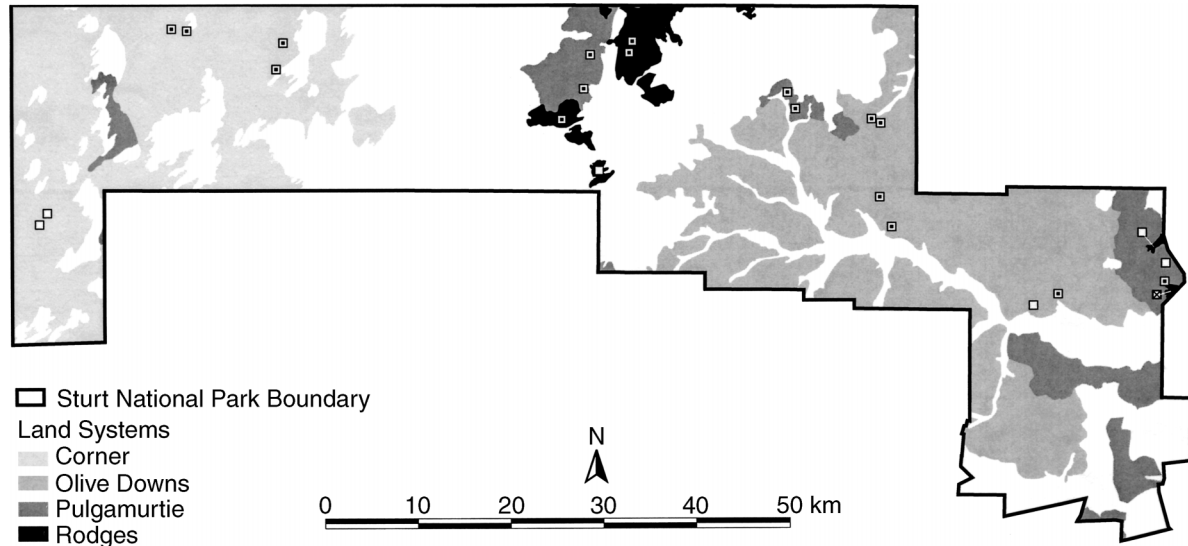 Sturt National Park Boundary
Land Systems
Corner
Olive Downs
Pulgamurtie
Rodges
N
0 10 20 30 40 50 km